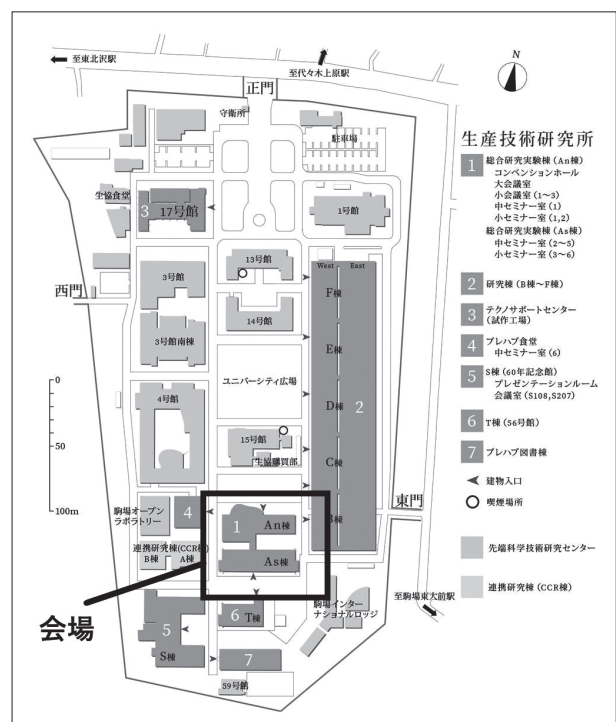 至東北沢駅
至代々木上原駅
N
正門
守衛所
駐車場
生協食堂
3
17号館
1号館
13号館
West
East
F棟
3号館
西門
14号館
3号館南棟
E棟
ユニバーシティ広場
2
D棟
4号館
15号館
生協購買部
C棟
0
50
100m
駒場オープン
ラボラトリー
4
1
An棟
B棟
東門
連携研究棟(CCR棟)
B棟
A棟
As棟
会場
駒場インター
ナショナルロッジ
至駒場東大前駅
6
T棟
5
S棟
7
59号館
生産技術研究所
1
総合研究実験棟(An棟)
コンベンションホール
大会議室
小会議室(1~3)
中セミナー室(1)
小セミナー室(1,2)
総合研究実験棟(As棟)
中セミナー室(2~5)
小セミナー室(3~6)
2
研究棟(B棟~F棟)
3
テクノサポートセンター
(試作工場)
4
プレハブ食堂
中セミナー室(6)
5
S棟(60年記念館)
プレゼンテーションルーム
会議室(S108,S207)
6
T棟(56号館)
7
プレハブ図書棟
建物入口
喫煙場所
先端科学技術研究センター
連携研究棟(CCR棟)